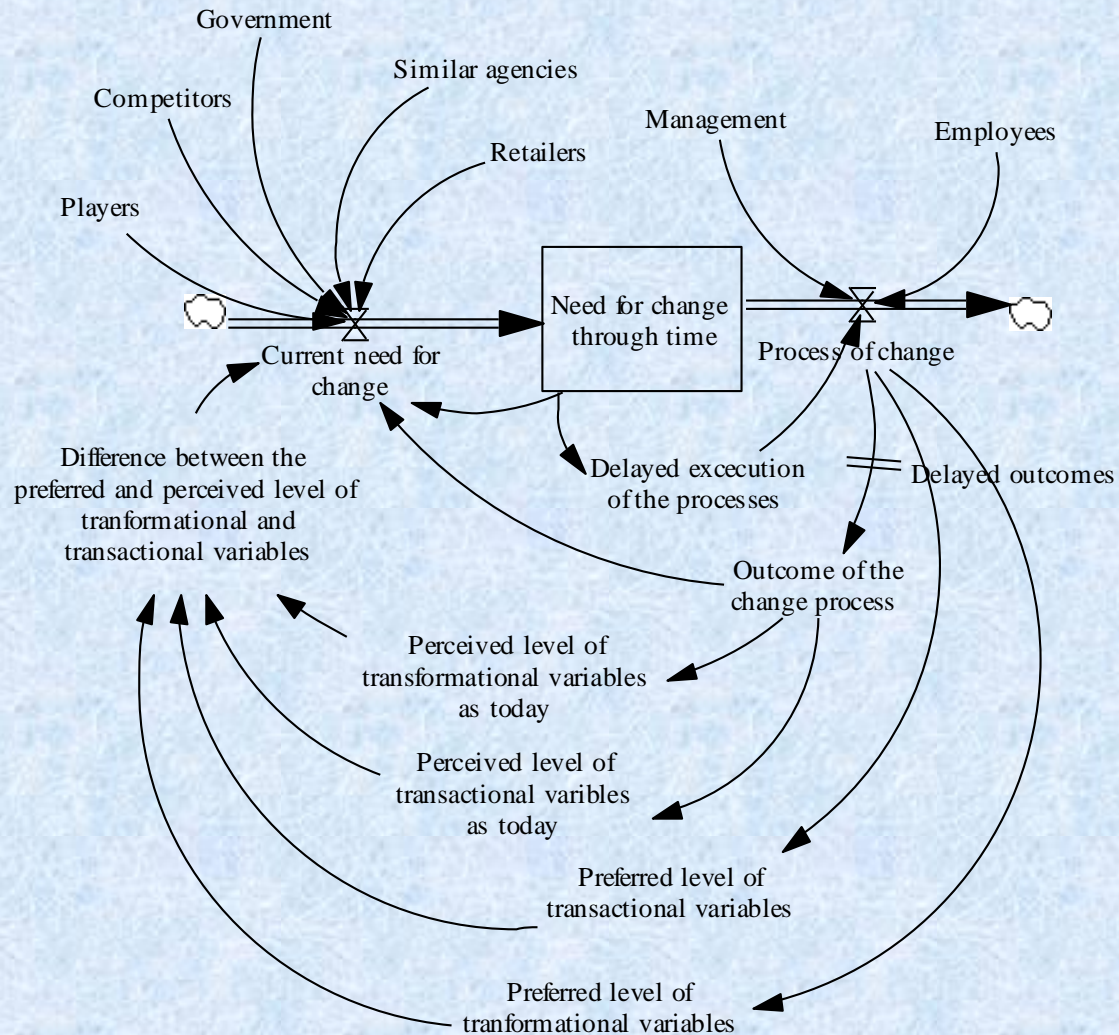 Government
Similar agencies
Competitors
Management
Employees
Retailers
Players
Need for change
through time
Current need for
change
Process of change
Difference between the
preferred and perceived level of
tranformational and
transactional variables
Delayed excecution
of the processes
Delayed outcomes
Outcome of the
change process
Perceived level of
transformational variables
as today
Perceived level of
transactional varibles
as today
Preferred level of
transactional variables
Preferred level of
tranformational variables